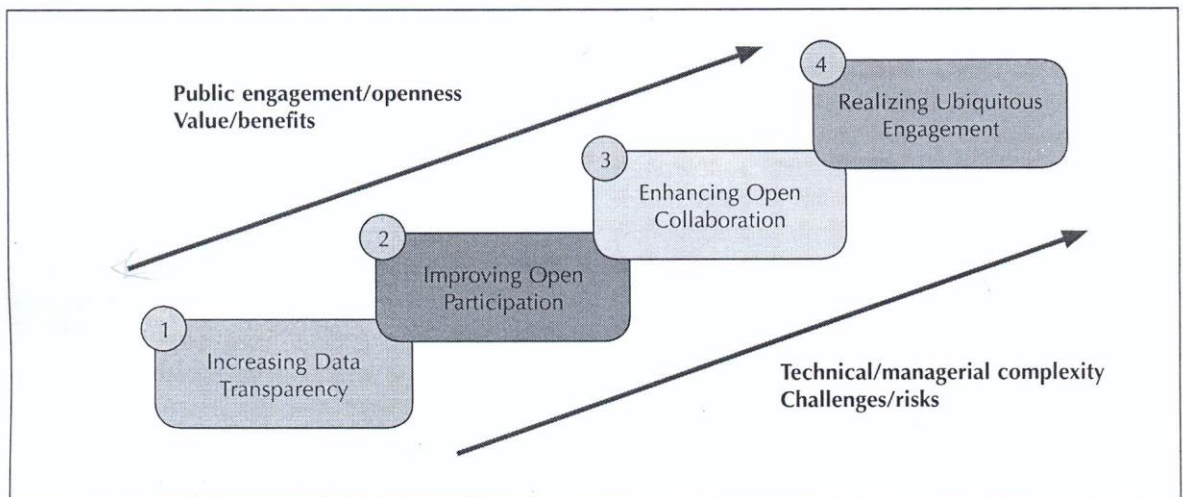 Public engagement/openness
Value/benefits
4
Realizing Ubiquitous
Engagement
3
Enhancing Open
Collaboration
2
Improving Open
Participation
1
Increasing Data
Transparency
Technical/managerial complexity
Challenges/risks